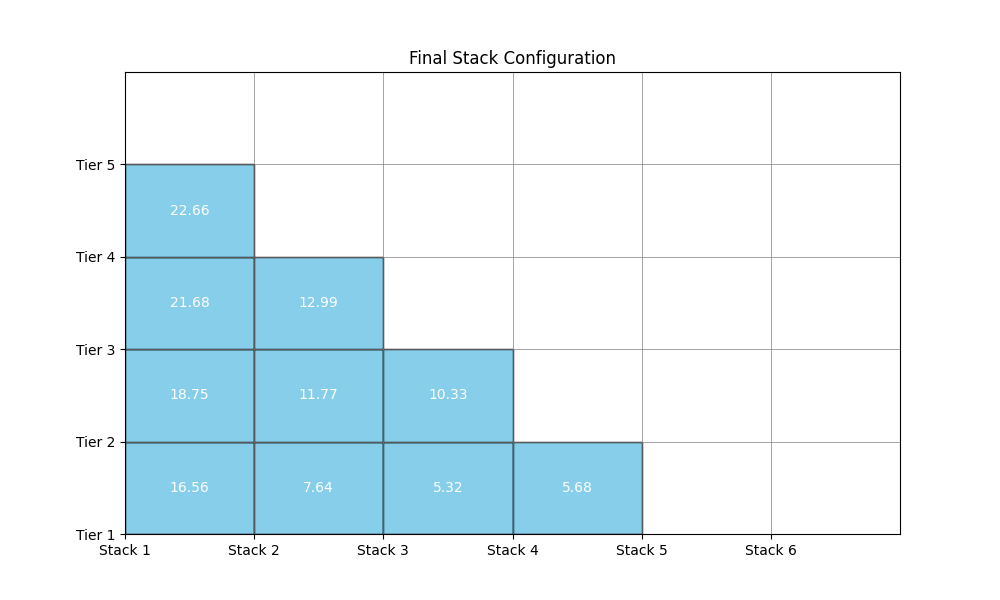 Final Stack Configuration
Tier 5
22.66
Tier 4
21.68 12.99
Tier 3
18.75 11.77 10.33
Tier 2
16.56 7.64 5.32 5.68
Tier 1
Stack 1 Stack 2 Stack 3 Stack 4 Stack 5 Stack 6